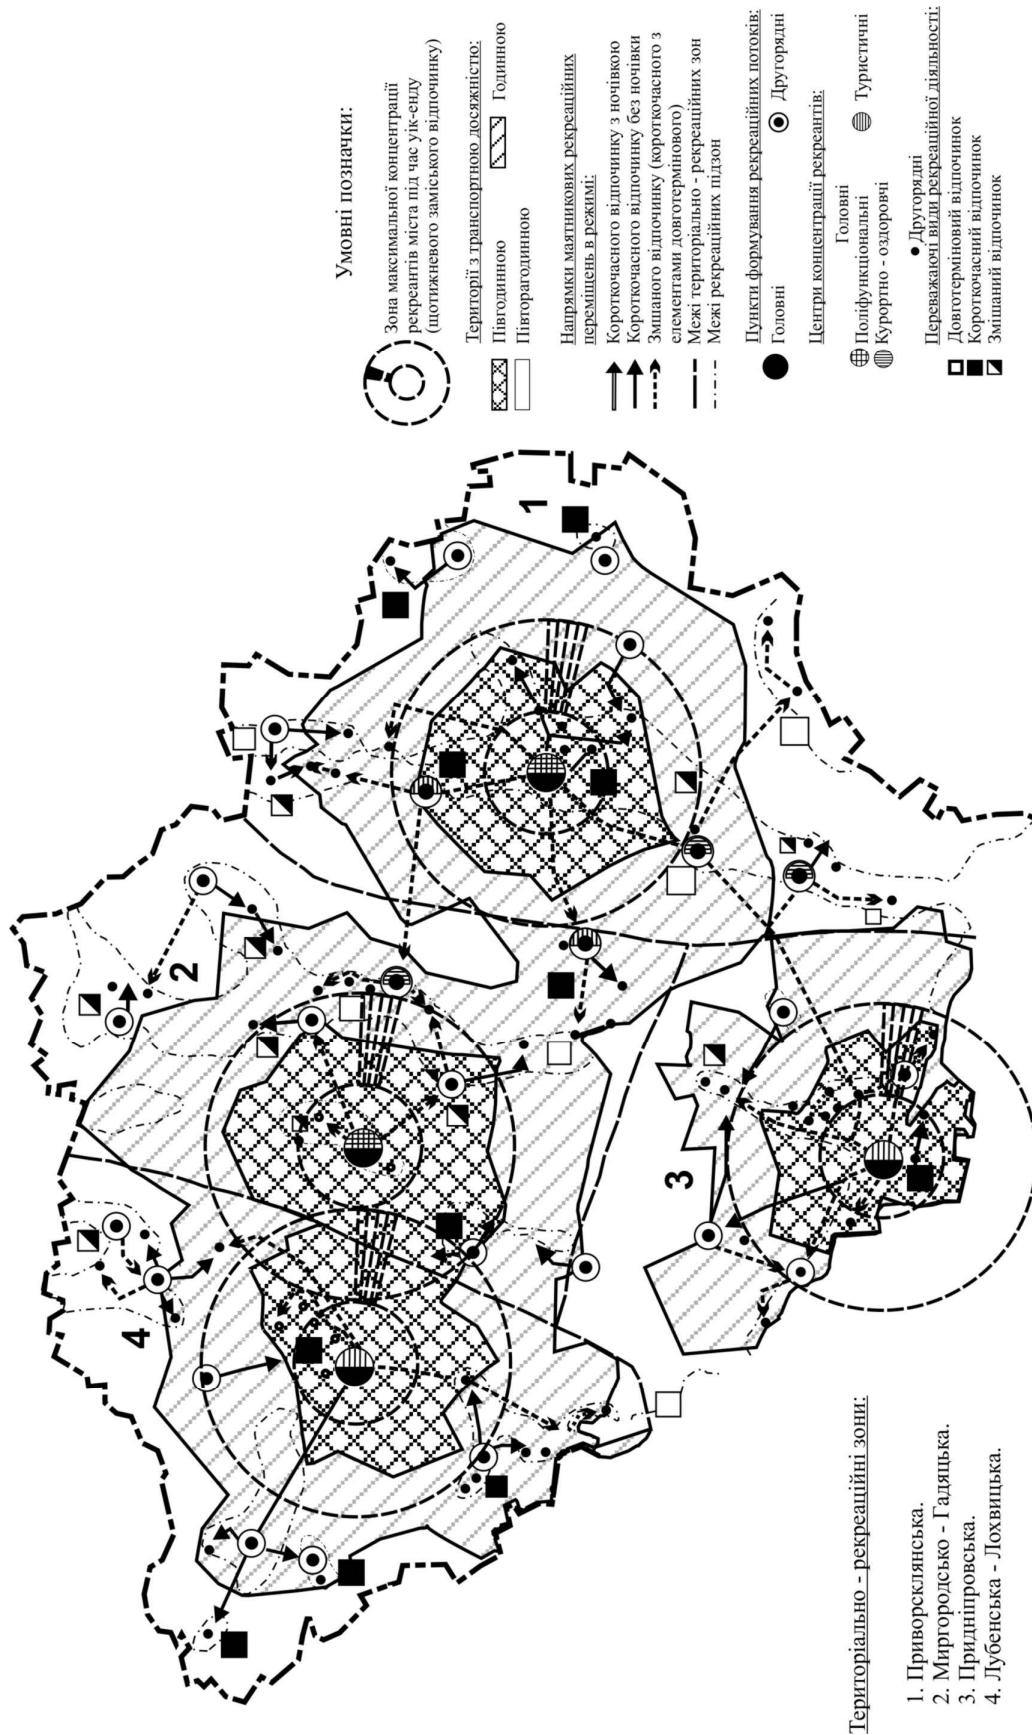 Умовні позначки:
Зона максимальної концентрації
рекреантів міста під час уік-енду
(щотижневого заміського відпочинку)
Території з транспортною досяжністю:
Півгодинною
Годинною
Півторагодинною
Напрямки маятникових рекреаційних
переміщень в режимі:
Короткочасного відпочинку з ночівкою
Короткочасного відпочинку без ночівки
Змішаного відпочинку (короткочасного з
елементами довготермінового)
Межі територіально - рекреаційних зон
Межі рекреаційних підзон
Пункти формування рекреаційних потоків:
Головні
Другорядні
Центри концентрації рекреантів:
Головні
Поліфункціональні
Туристичні
Курортно - оздоровчі
Другорядні
Переважаючі види рекреаційної діяльності:
Довготерміновий відпочинок
Короткочасний відпочинок
Змішаний відпочинок
1
2
3
4
Територіально - рекреаційні зони:
1. Приворсклянська.
2. Миргородсько - Гадяцька.
3. Придніпровська.
4. Лубенська - Лохвицька.